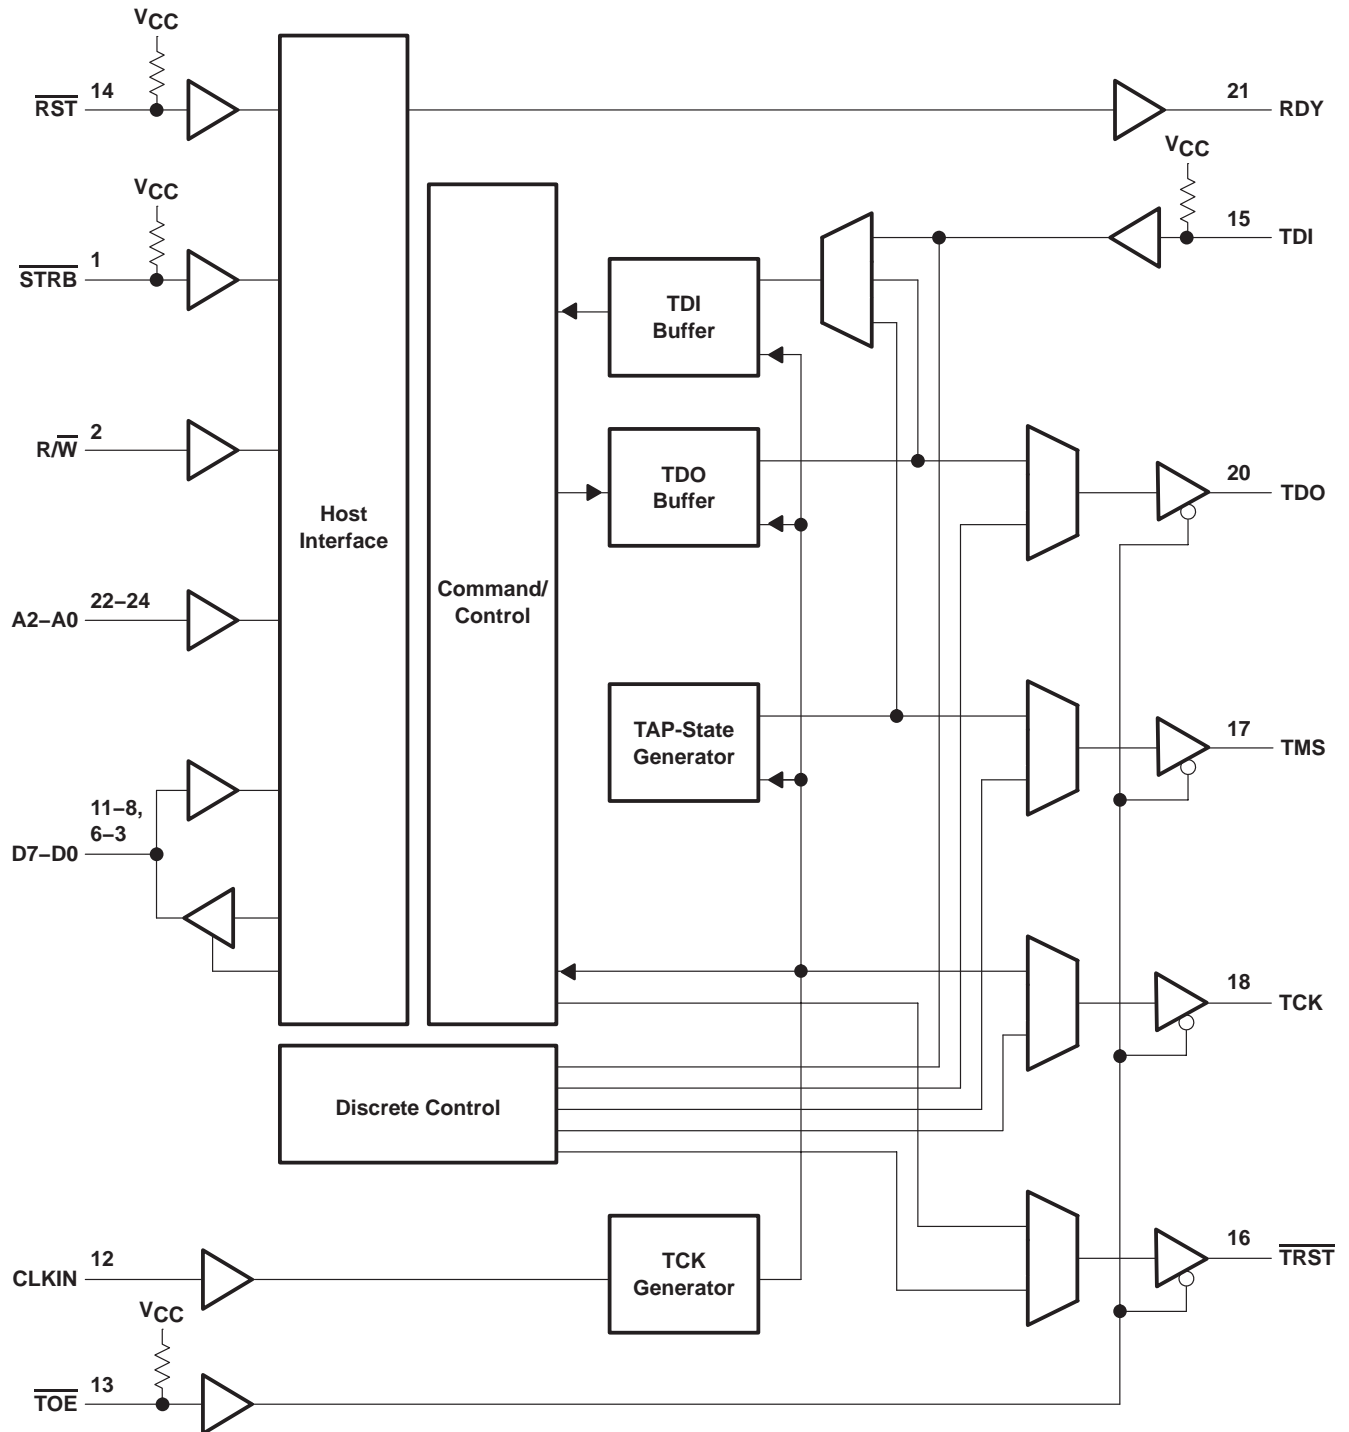 VCC
14
RST
21
RDY
VCC
VCC
15
TDI
1
STRB
TDI
Buffer
2
R/W
TDO
Buffer
20
TDO
Host
Interface
22–24
A2–A0
Command/
Control
TAP-State
Generator
17
TMS
11–8,
6–3
D7–D0
18
TCK
Discrete Control
16
TRST
12
CLKIN
TCK
Generator
VCC
13
TOE